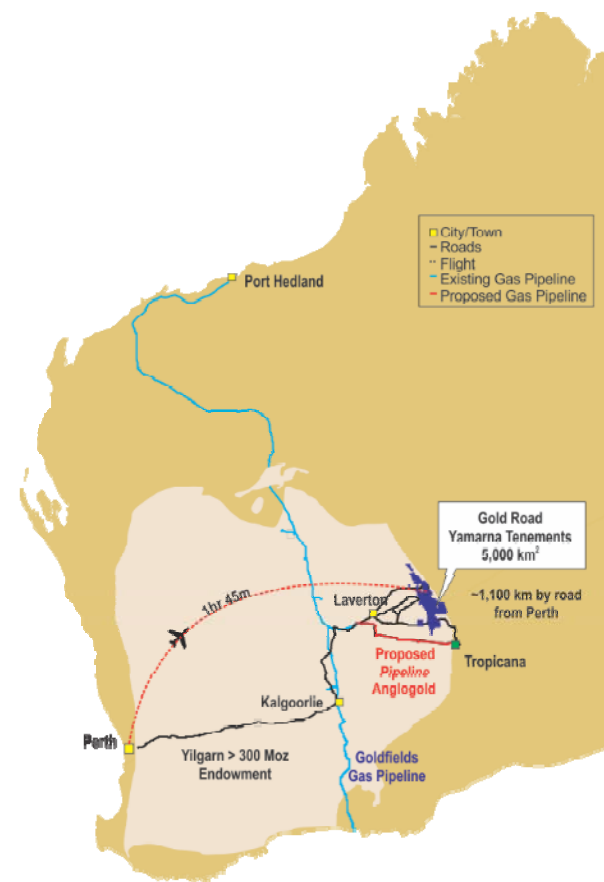 City/Town
Roads
Flight
Existing Gas Pipeline
Proposed Gas Pipeline
Port Hedland
Gold Road
Yamarna Tenements
5,000 km²
1hr 45m
Laverton
~1,100 km by road
from Perth
Proposed
Pipeline
Anglogold
Tropicana
Kalgoorlie
Perth
Yilgarn > 300 Moz
Endowment
Goldfields
Gas Pipeline